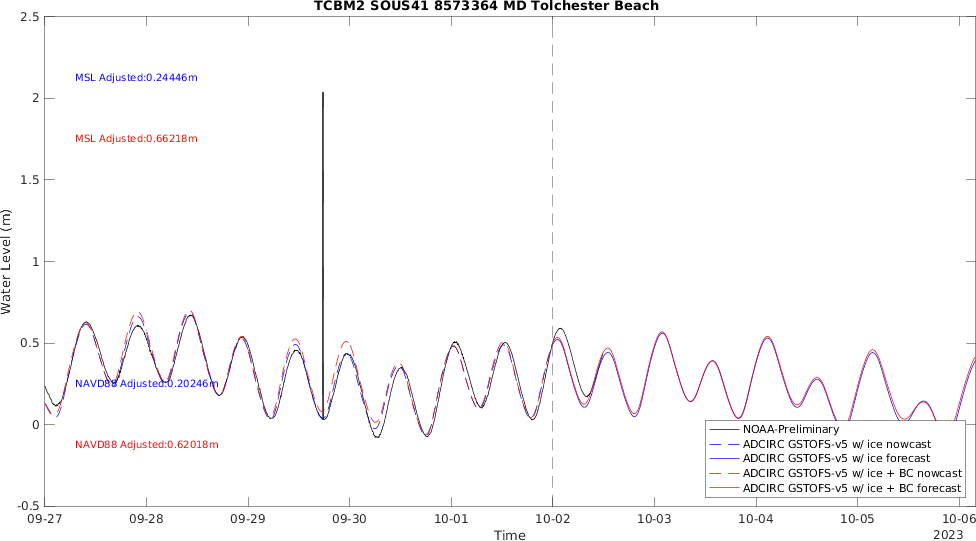 TCBM2 SOUS41 8573364 MD Tolchester Beach
2.5
2
1.5
1
0.5
0
-0.5
Water Level (m)
MSL Adjusted:0.24446m
MSL Adjusted:0.66218m
NAVD88 Adjusted:0.20246m
NAVD88 Adjusted:0.62018m
NOAA-Preliminary
ADCIRC GSTOFS-v5 w/ ice nowcast
ADCIRC GSTOFS-v5 w/ ice forecast
ADCIRC GSTOFS-v5 w/ ice + BC nowcast
ADCIRC GSTOFS-v5 w/ ice + BC forecast
09-27 09-28 09-29 09-30 10-01 10-02 10-03 10-04 10-05 10-06
Time
2023